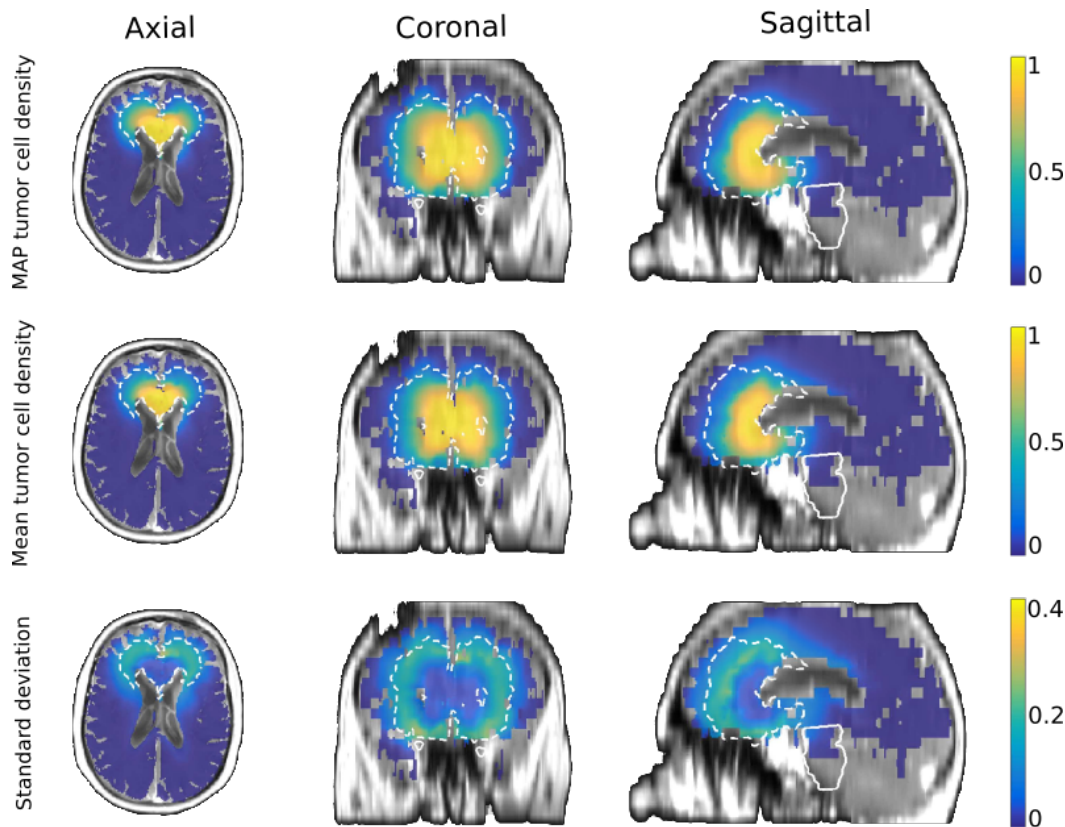 Axial Coronal Sagittal
MAP tumor cell density
1
0.5
0
Mean tumor cell density
1
0.5
0
Standard deviation
0.4
0.2
0